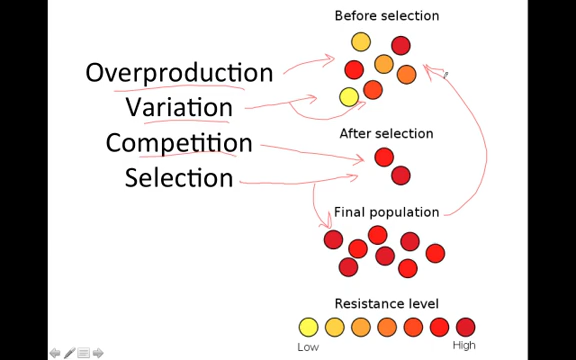 Overproduction
Variation
Competition
Selection
Before selection
After selection
Final population
Resistance level
Low
High